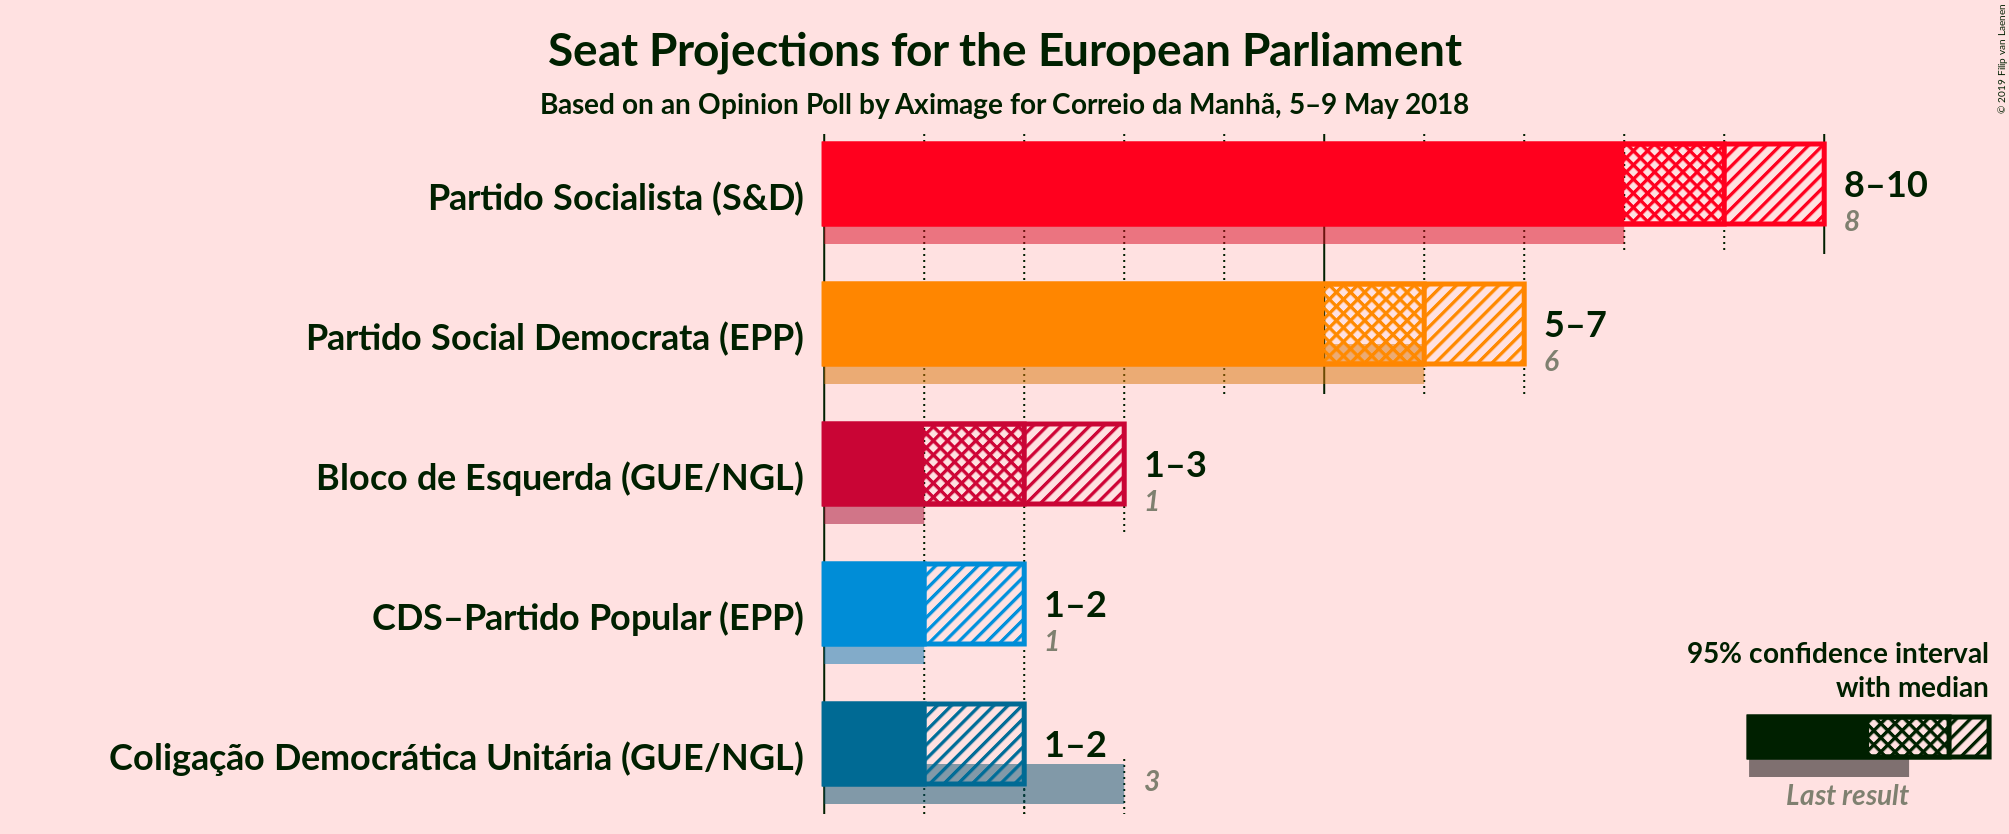 Seat Projections for the European Parliament
Based on an Opinion Poll by Aximage for Correio da Manhã, 5–9 May 2018
© 2019 Filip van Laenen
Partido Socialista (S&D)
8–10
8
Partido Social Democrata (EPP)
5–7
6
Bloco de Esquerda (GUE/NGL)
1–3
1
CDS–Partido Popular (EPP)
1–2
1
Coligação Democrática Unitária (GUE/NGL)
1–2
3
95% confidence interval
with median
Last result